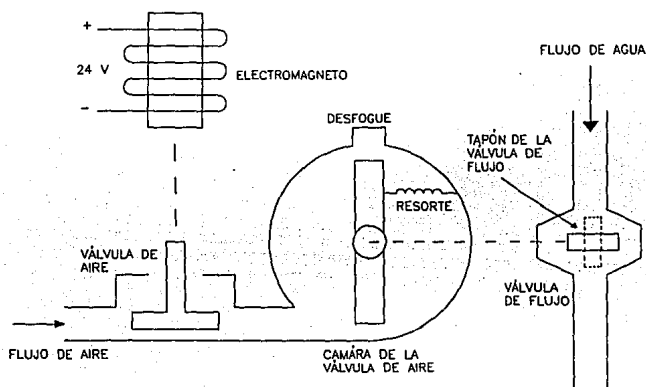 +
24 V
-
ELECTROMAGNETO
FLUJO DE AGUA
DESFOGUE
TAPÓN DE LA
VÁLVULA DE
FLUJO
RESORTE
VÁLVULA DE
AIRE
VÁLVULA
DE FLUJO
FLUJO DE AIRE
CAMÁRA DE LA
VÁLVULA DE AIRE